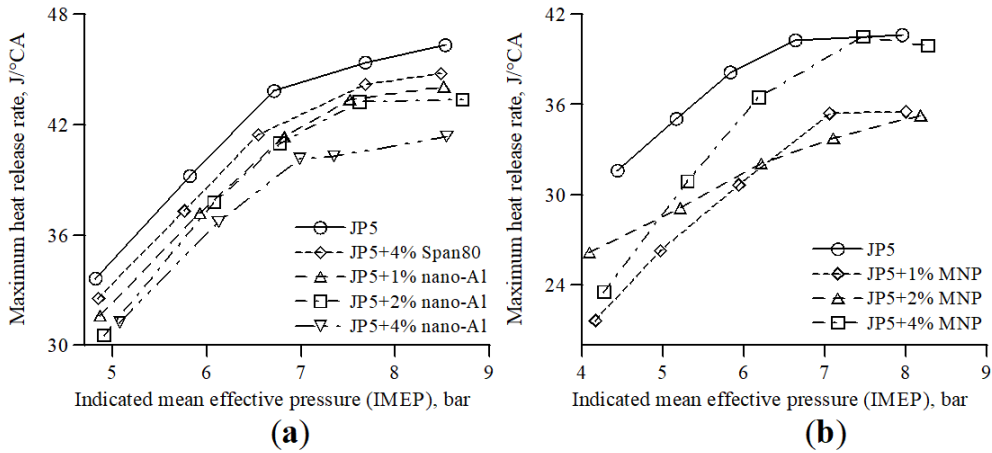 48
42
36
30
Maximum heat release rate, J/°CA
JP5
JP5+4% Span80
JP5+1% nano-Al
JP5+2% nano-Al
JP5+4% nano-Al
5 6 7 8 9
Indicated mean effective pressure (IMEP), bar
(a)
42
36
30
24
Maximum heat release rate, J/°CA
JP5
JP5+1% MNP
JP5+2% MNP
JP5+4% MNP
4 5 6 7 8 9
Indicated mean effective pressure (IMEP), bar
(b)